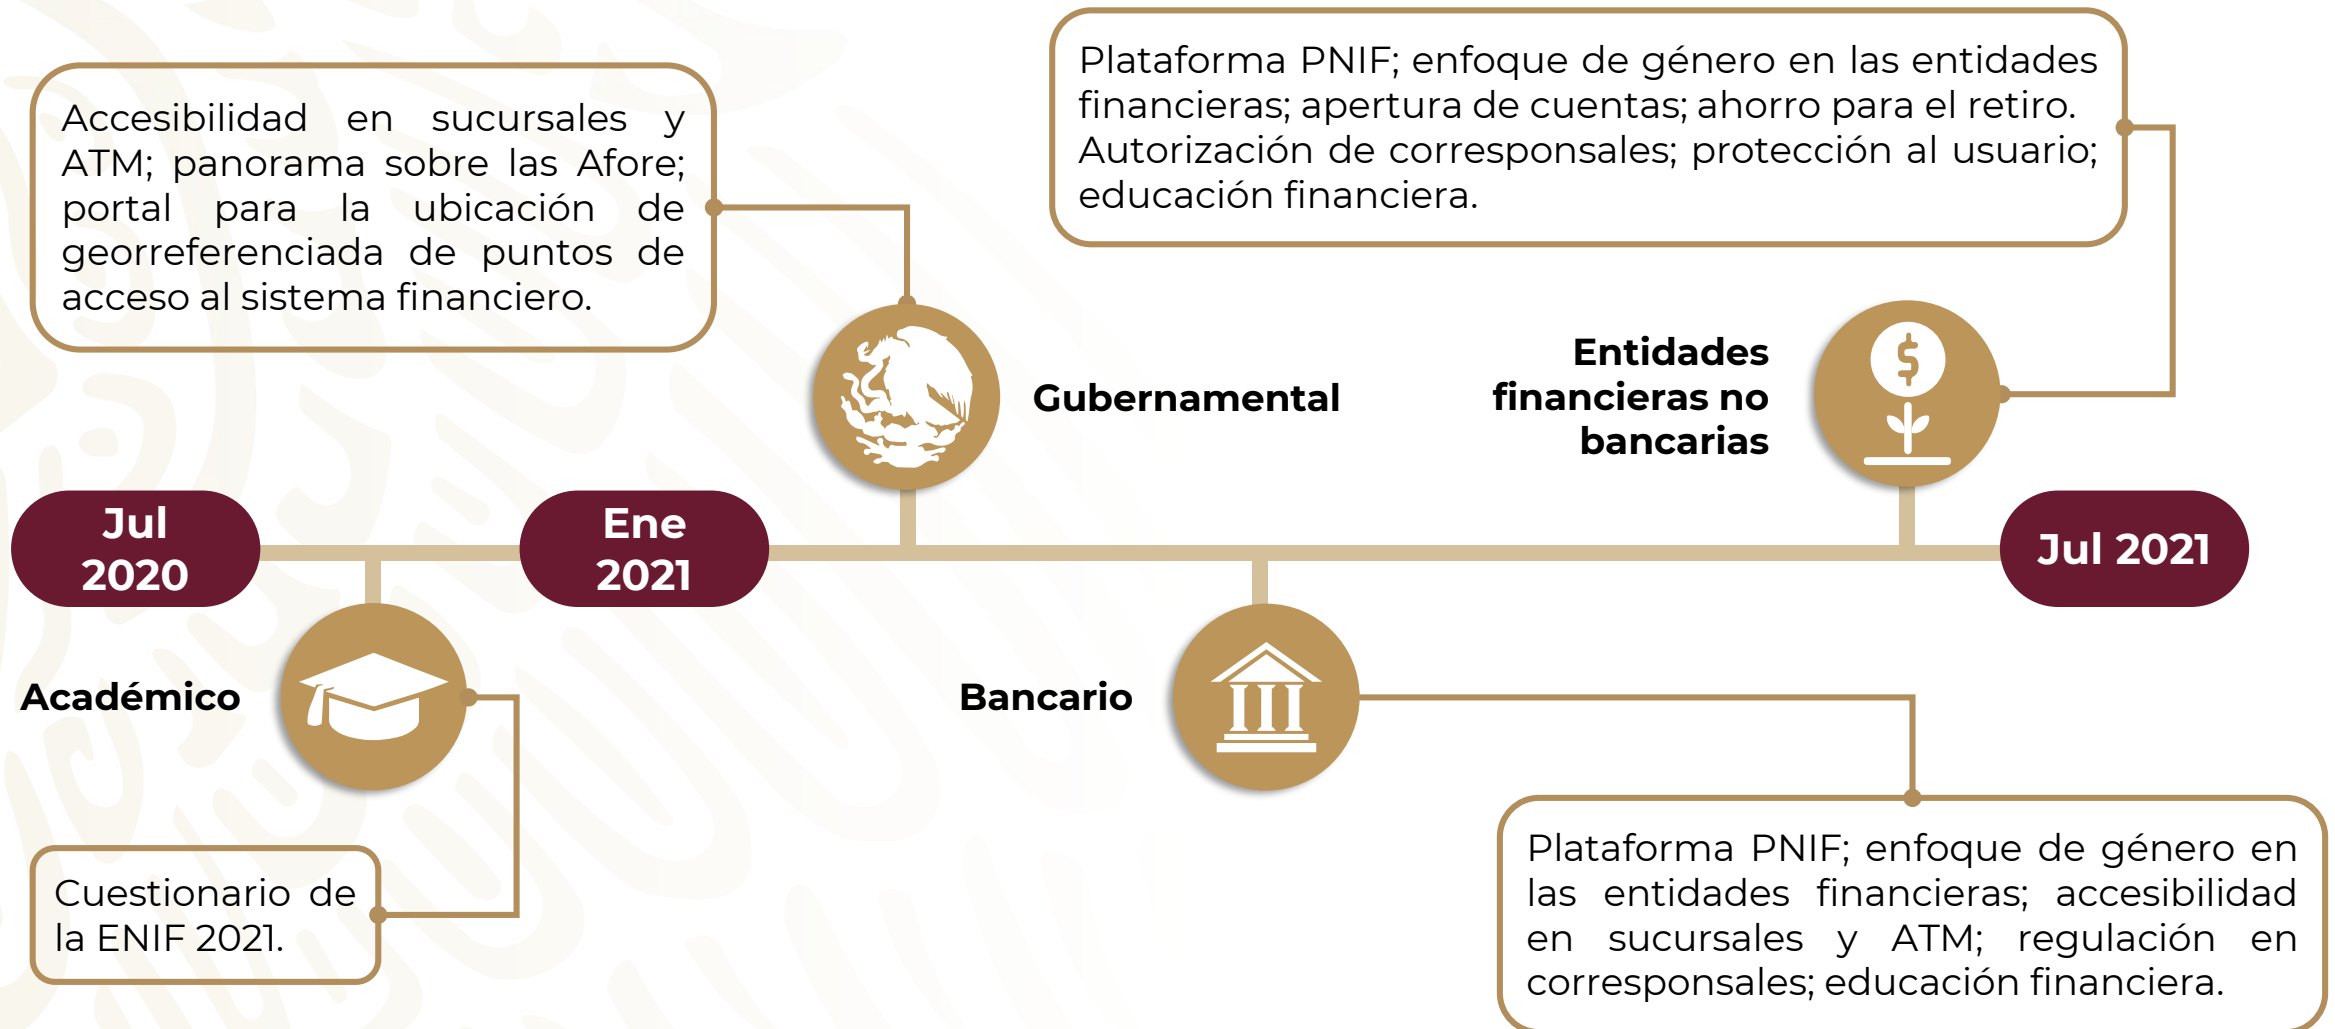 Accesibilidad en sucursales y
ATM; panorama sobre las Afore;
portal para la ubicación de
georreferenciada de puntos de
acceso al sistema financiero.
Plataforma PNIF; enfoque de género en las entidades
financieras; apertura de cuentas; ahorro para el retiro.
Autorización de corresponsales; protección al usuario;
educación financiera.
Gubernamental
Entidades
financieras no
bancarias
Jul
2020
Ene
2021
Jul 2021
Académico
Bancario
Cuestionario de
la ENIF 2021.
Plataforma PNIF; enfoque de género en
las entidades financieras; accesibilidad
en sucursales y ATM; regulación en
corresponsales; educación financiera.